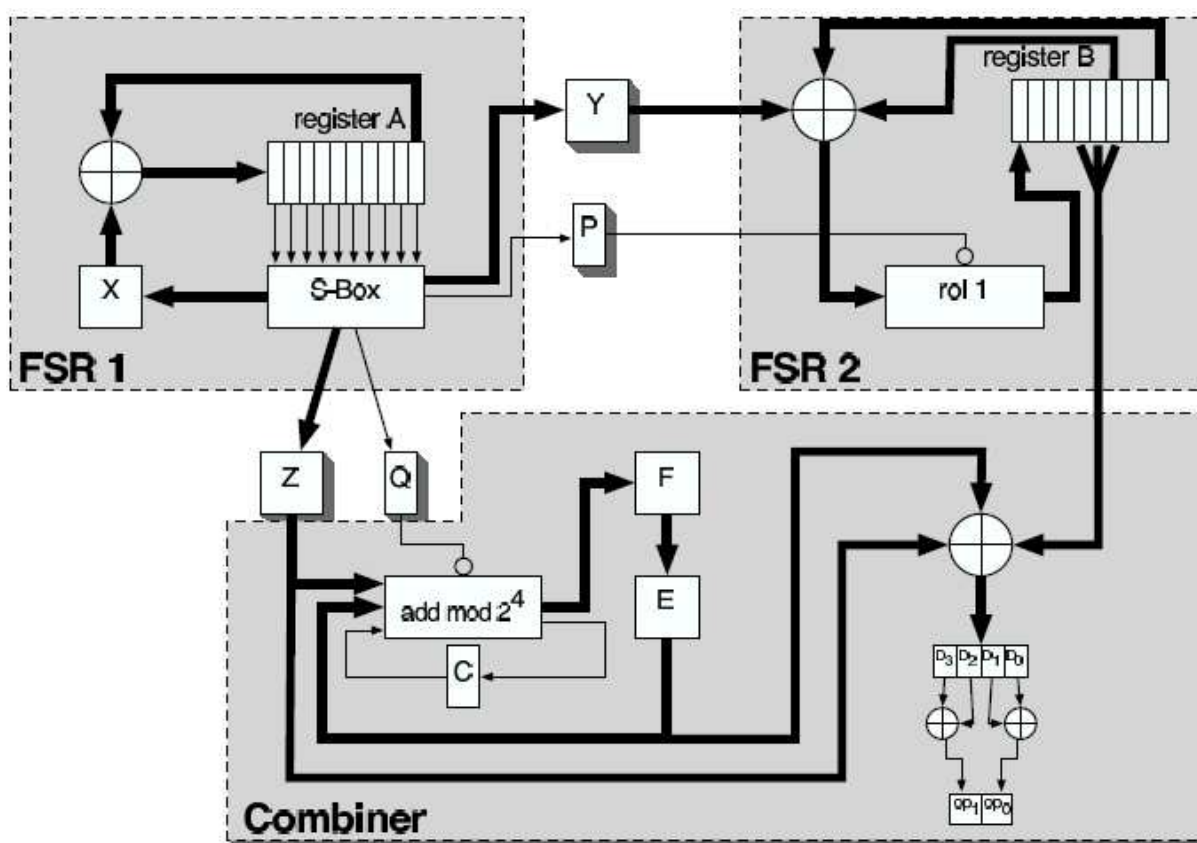 register A
Y
register B
P
X
S-Box
rol 1
FSR 1
FSR 2
Z
Q
F
add mod 2⁴
E
C
D₃ D₂ D₁ D₀
op₁ op₀
Combiner